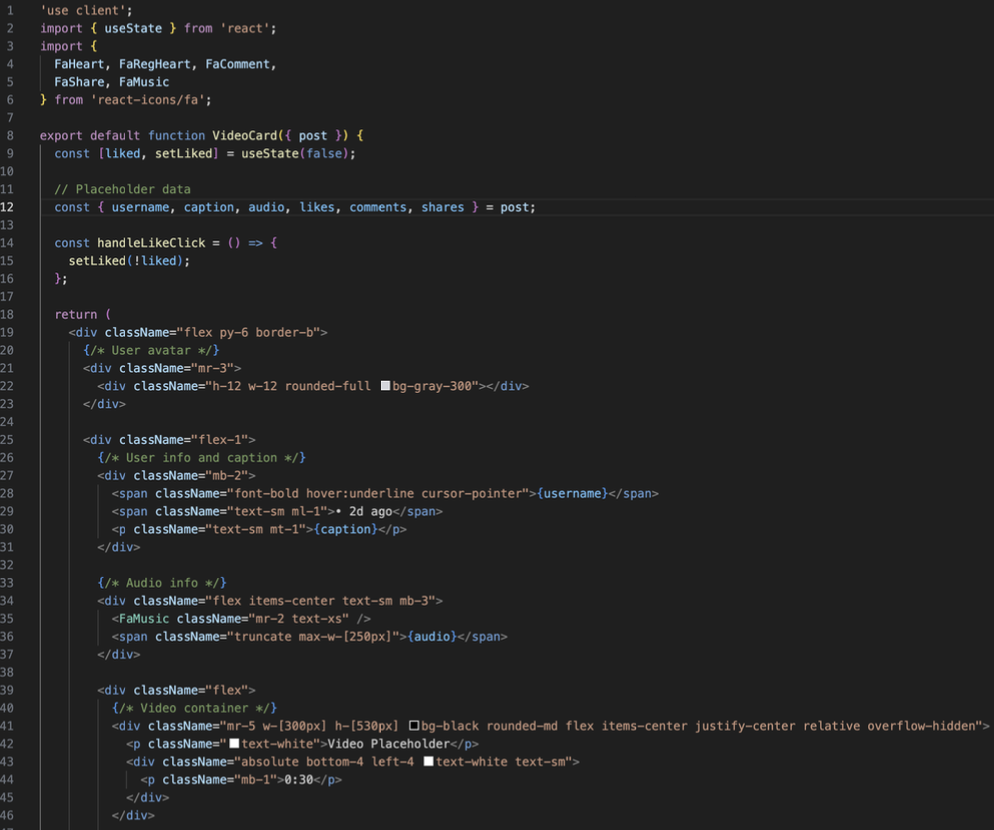 1 'use client';
2 import { useState } from 'react';
3 import {
4 FaHeart, FaRegHeart, FaComment,
5 FaShare, FaMusic
6 } from 'react-icons/fa';
7
8 export default function VideoCard({ post }) {
9 const [liked, setLiked] = useState(false);
10
11 // Placeholder data
12 const { username, caption, audio, likes, comments, shares } = post;
13
14 const handleLikeClick = () => {
15 setLiked(!liked);
16 };
17
18 return (
19 <div className="flex py-6 border-b">
20 {/* User avatar */}
21 <div className="mr-3">
22 <div className="h-12 w-12 rounded-full bg-gray-300"></div>
23 </div>
24
25 <div className="flex-1">
26 {/* User info and caption */}
27 <div className="mb-2">
28 <span className="font-bold hover:underline cursor-pointer">{username}</span>
29 <span className="text-sm ml-1">• 2d ago</span>
30 <p className="text-sm mt-1">{caption}</p>
31 </div>
32
33 {/* Audio info */}
34 <div className="flex items-center text-sm mb-3">
35 <FaMusic className="mr-2 text-xs" />
36 <span className="truncate max-w-[250px]">{audio}</span>
37 </div>
38
39 <div className="flex">
40 {/* Video container */}
41 <div className="mr-5 w-[300px] h-[530px] bg-black rounded-md flex items-center justify-center relative overflow-hidden">
42 <p className="text-white">Video Placeholder</p>
43 <div className="absolute bottom-4 left-4 text-white text-sm">
44 <p className="mb-1">0:30</p>
45 </div>
46 </div>